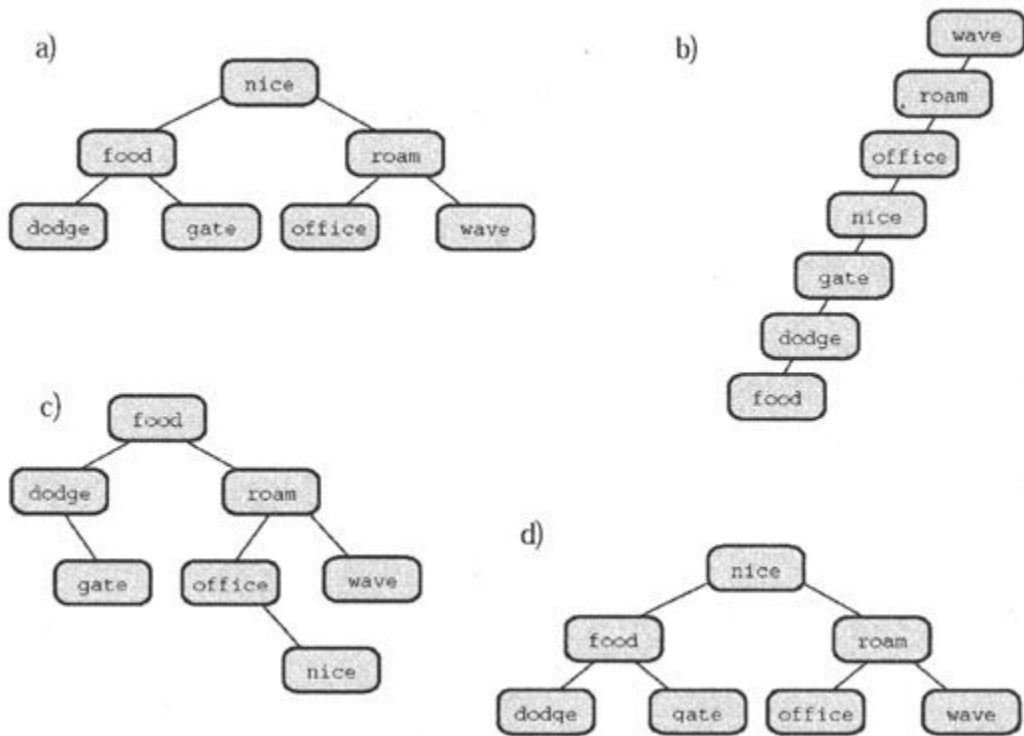 a)
nice
food roam
dodge gate office wave
b)
wave
roam
office
nice
gate
dodge
food
c)
food
dodge roam
gate office wave
nice
d)
nice
food roam
dodge gate office wave